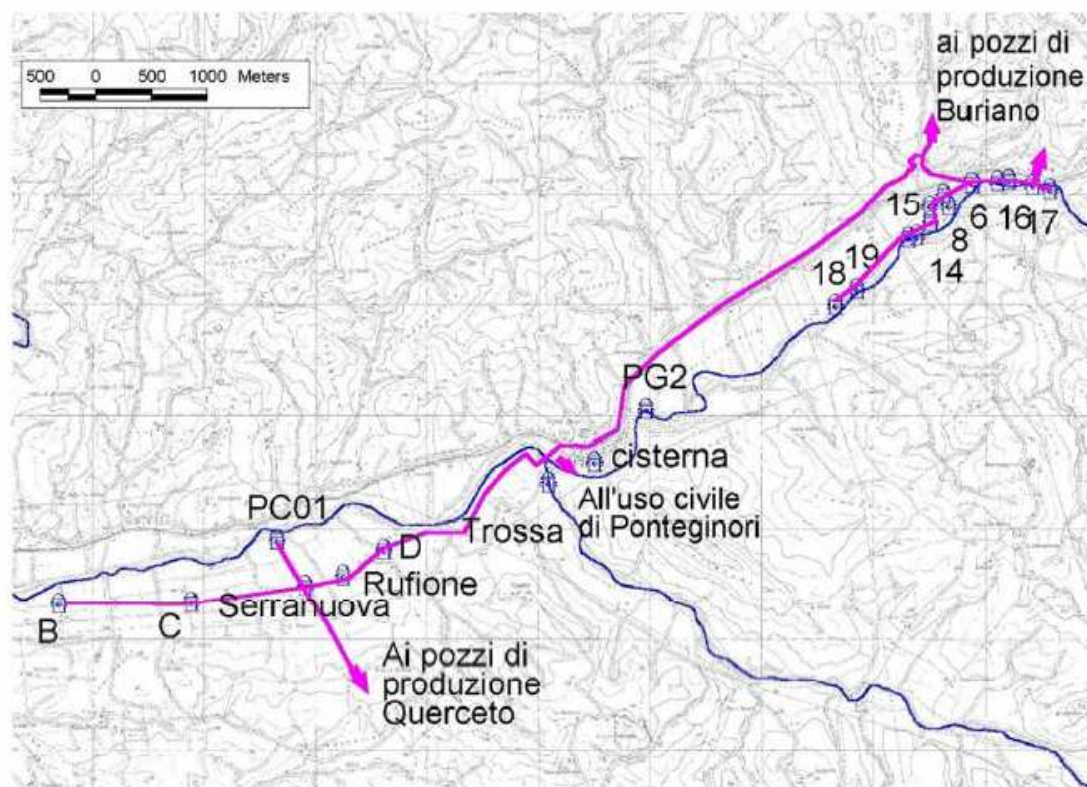 ai pozzi di
produzione
Buriano
500 0 500 1000 Meters
15
6
16
17
8
14
18
19
PG2
cisterna
All'uso civile
di Ponteginori
PC01
Trossa
D
Rufione
Serranuova
B
C
Ai pozzi di
produzione
Querceto